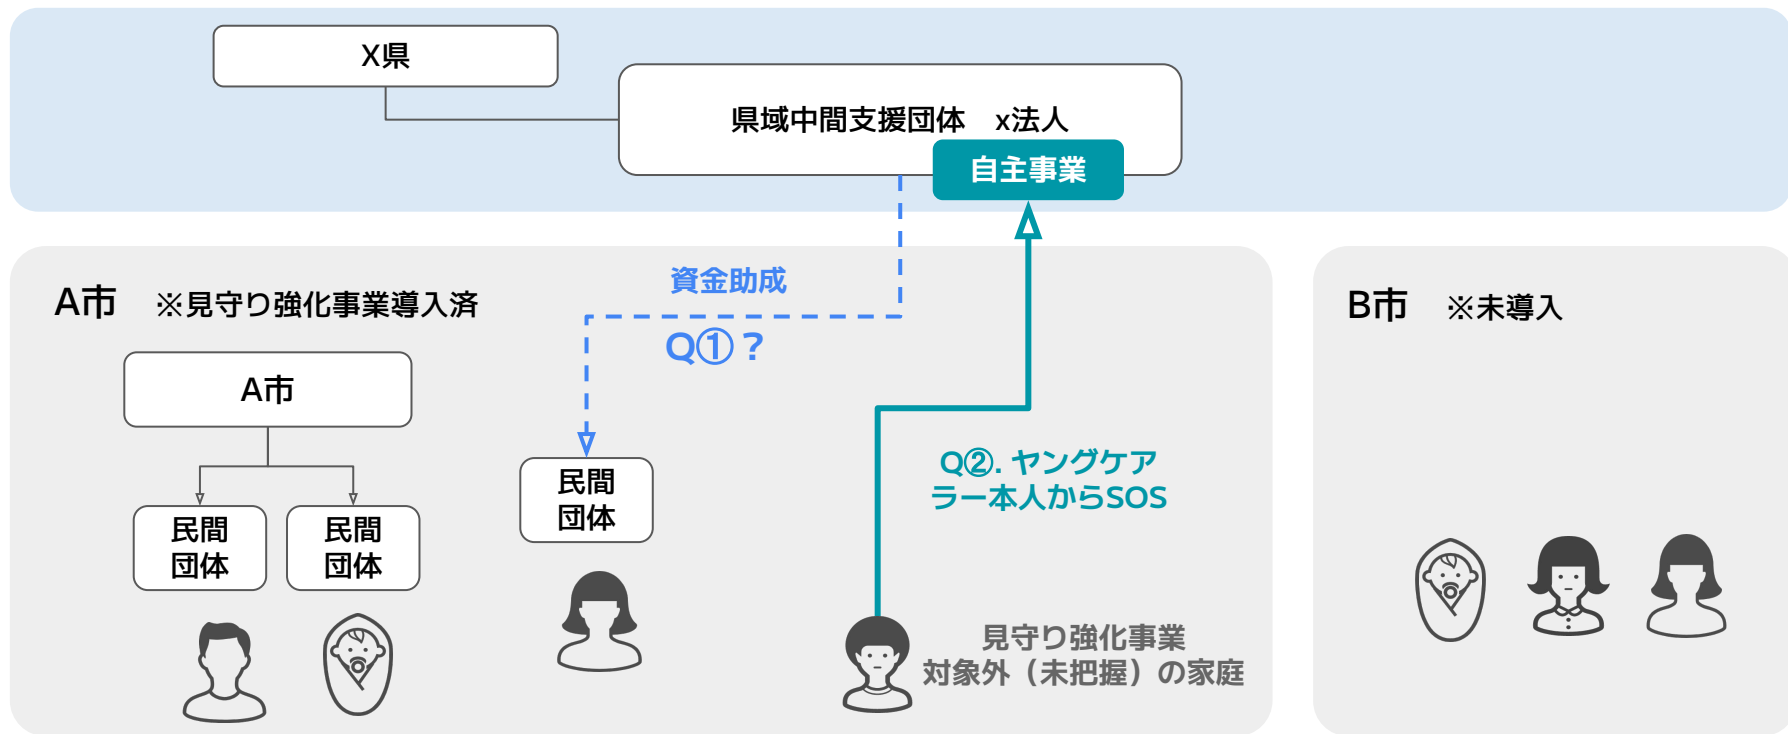 X県
県域中間支援団体　x法人
自主事業
A市　※見守り強化事業導入済
資金助成
Q①？
A市
民間
団体
民間
団体
民間
団体
Q②. ヤングケア
ラー本人からSOS
見守り強化事業
対象外（未把握）の家庭
B市　※未導入